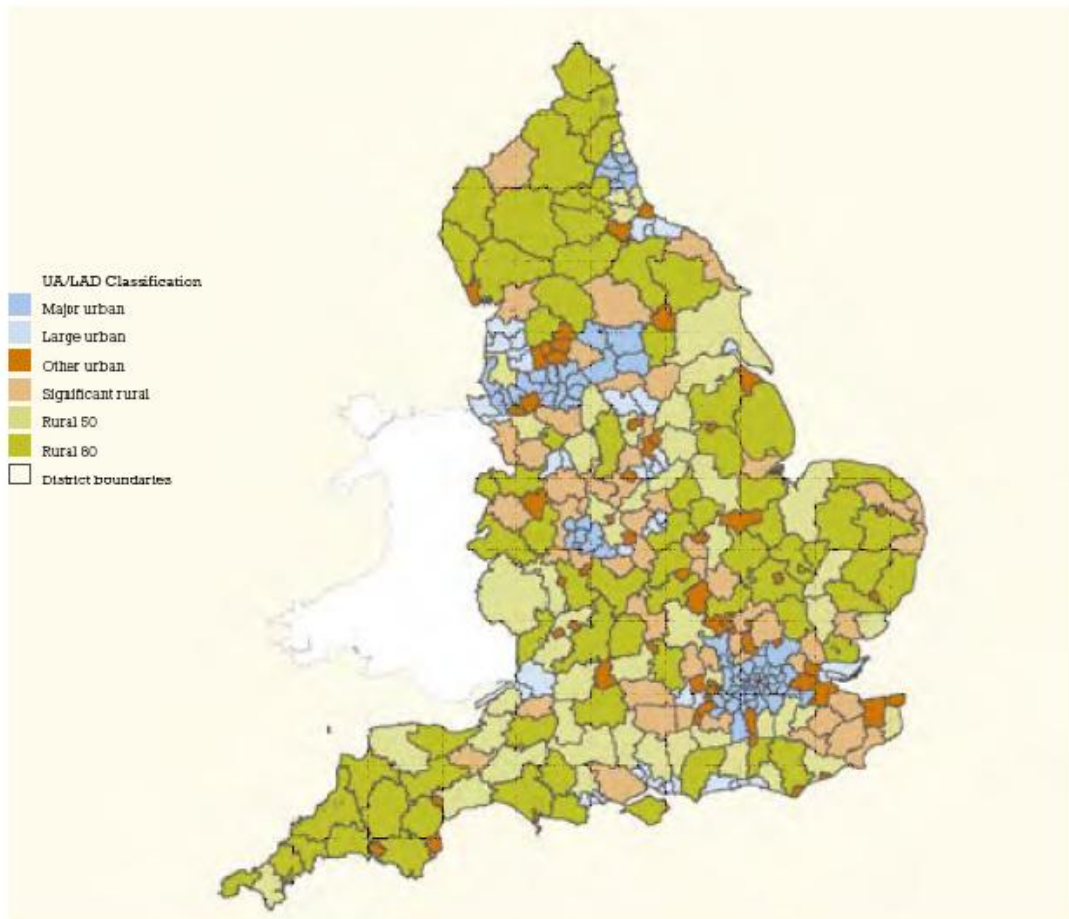 UA/LAD Classification
Major urban
Large urban
Other urban
Significant rural
Rural 50
Rural 80
District boundaries